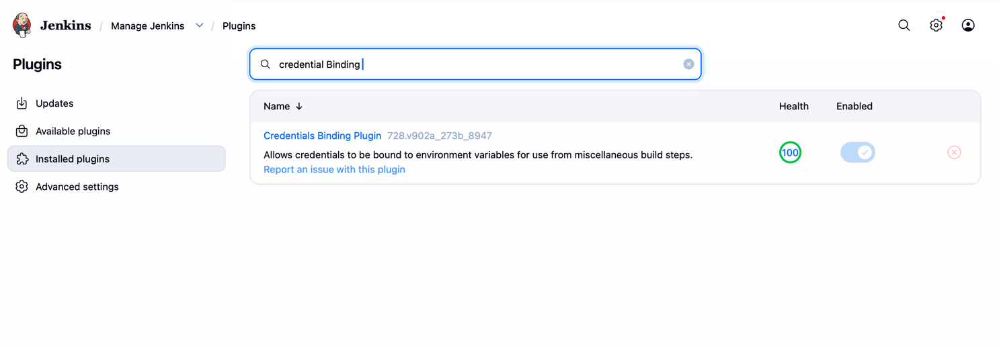 Jenkins / Manage Jenkins / Plugins
Plugins
credential Binding
Updates
Available plugins
Installed plugins
Advanced settings
Name Health Enabled
Credentials Binding Plugin 728.v902a_273b_8947
Allows credentials to be bound to environment variables for use from miscellaneous build steps.
100
Report an issue with this plugin